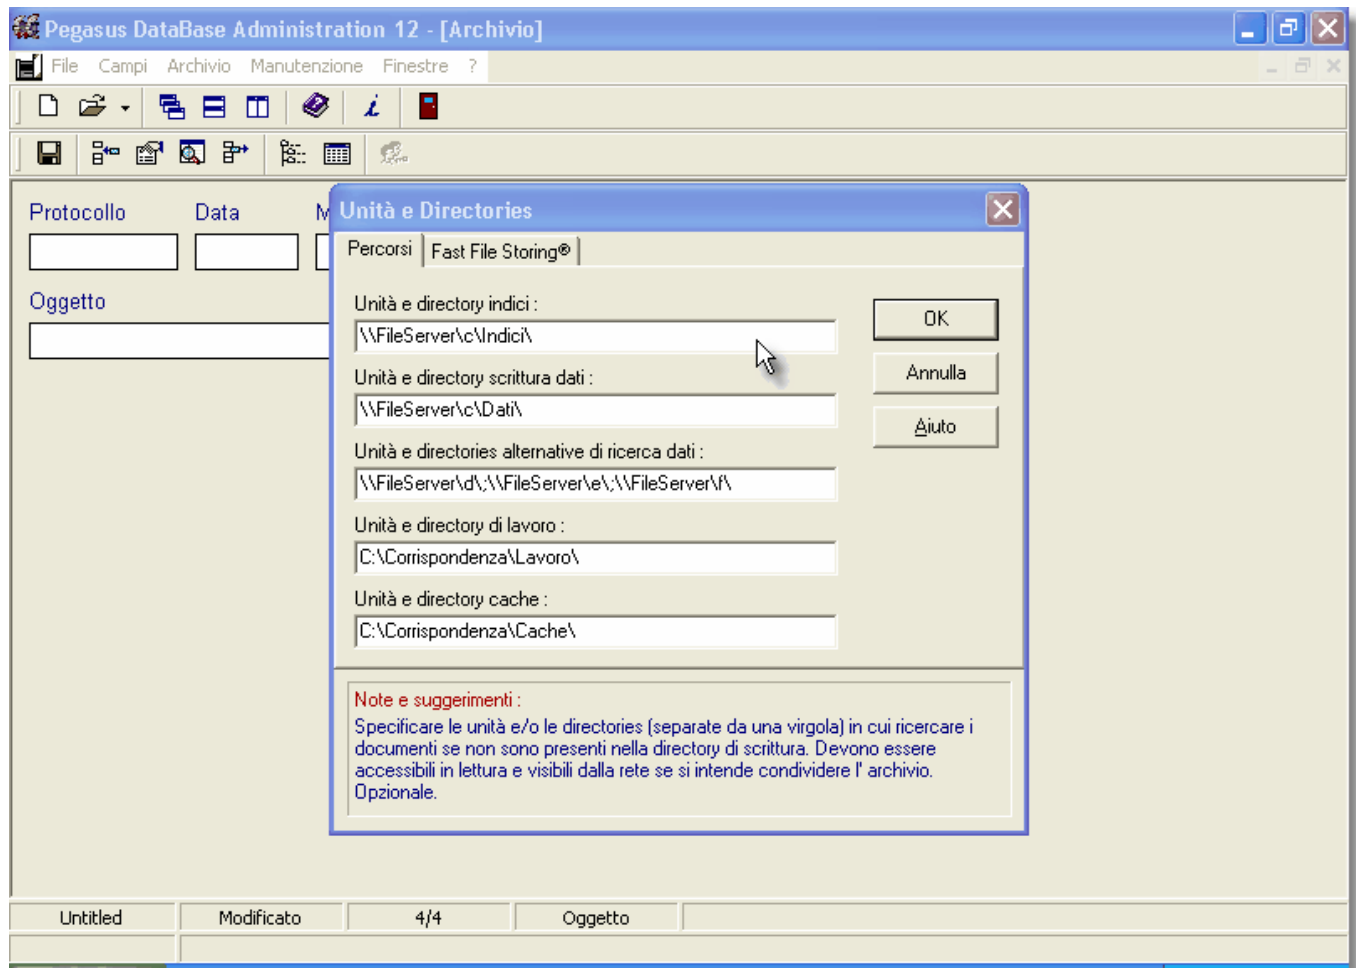 Pegasus DataBase Administration 12 - [Archivio]
File Campi Archivio Manutenzione Finestre ?
Protocollo Data M
Oggetto
Unità e Directories
Percorsi Fast File Storing®
Unità e directory indici :
\\FileServer\c\Indici\
OK
Unità e directory scrittura dati :
Annulla
\\FileServer\c\Dati\
Aiuto
Unità e directories alternative di ricerca dati :
\\FileServer\d\;\\FileServer\e\;\\FileServer\f\
Unità e directory di lavoro :
C:\Corrispondenza\Lavoro\
Unità e directory cache :
C:\Corrispondenza\Cache\
Note e suggerimenti :
Specificare le unità e/o le directories (separate da una virgola) in cui ricercare i
documenti se non sono presenti nella directory di scrittura. Devono essere
accessibili in lettura e visibili dalla rete se si intende condividere l' archivio.
Opzionale.
Untitled Modificato 4/4 Oggetto